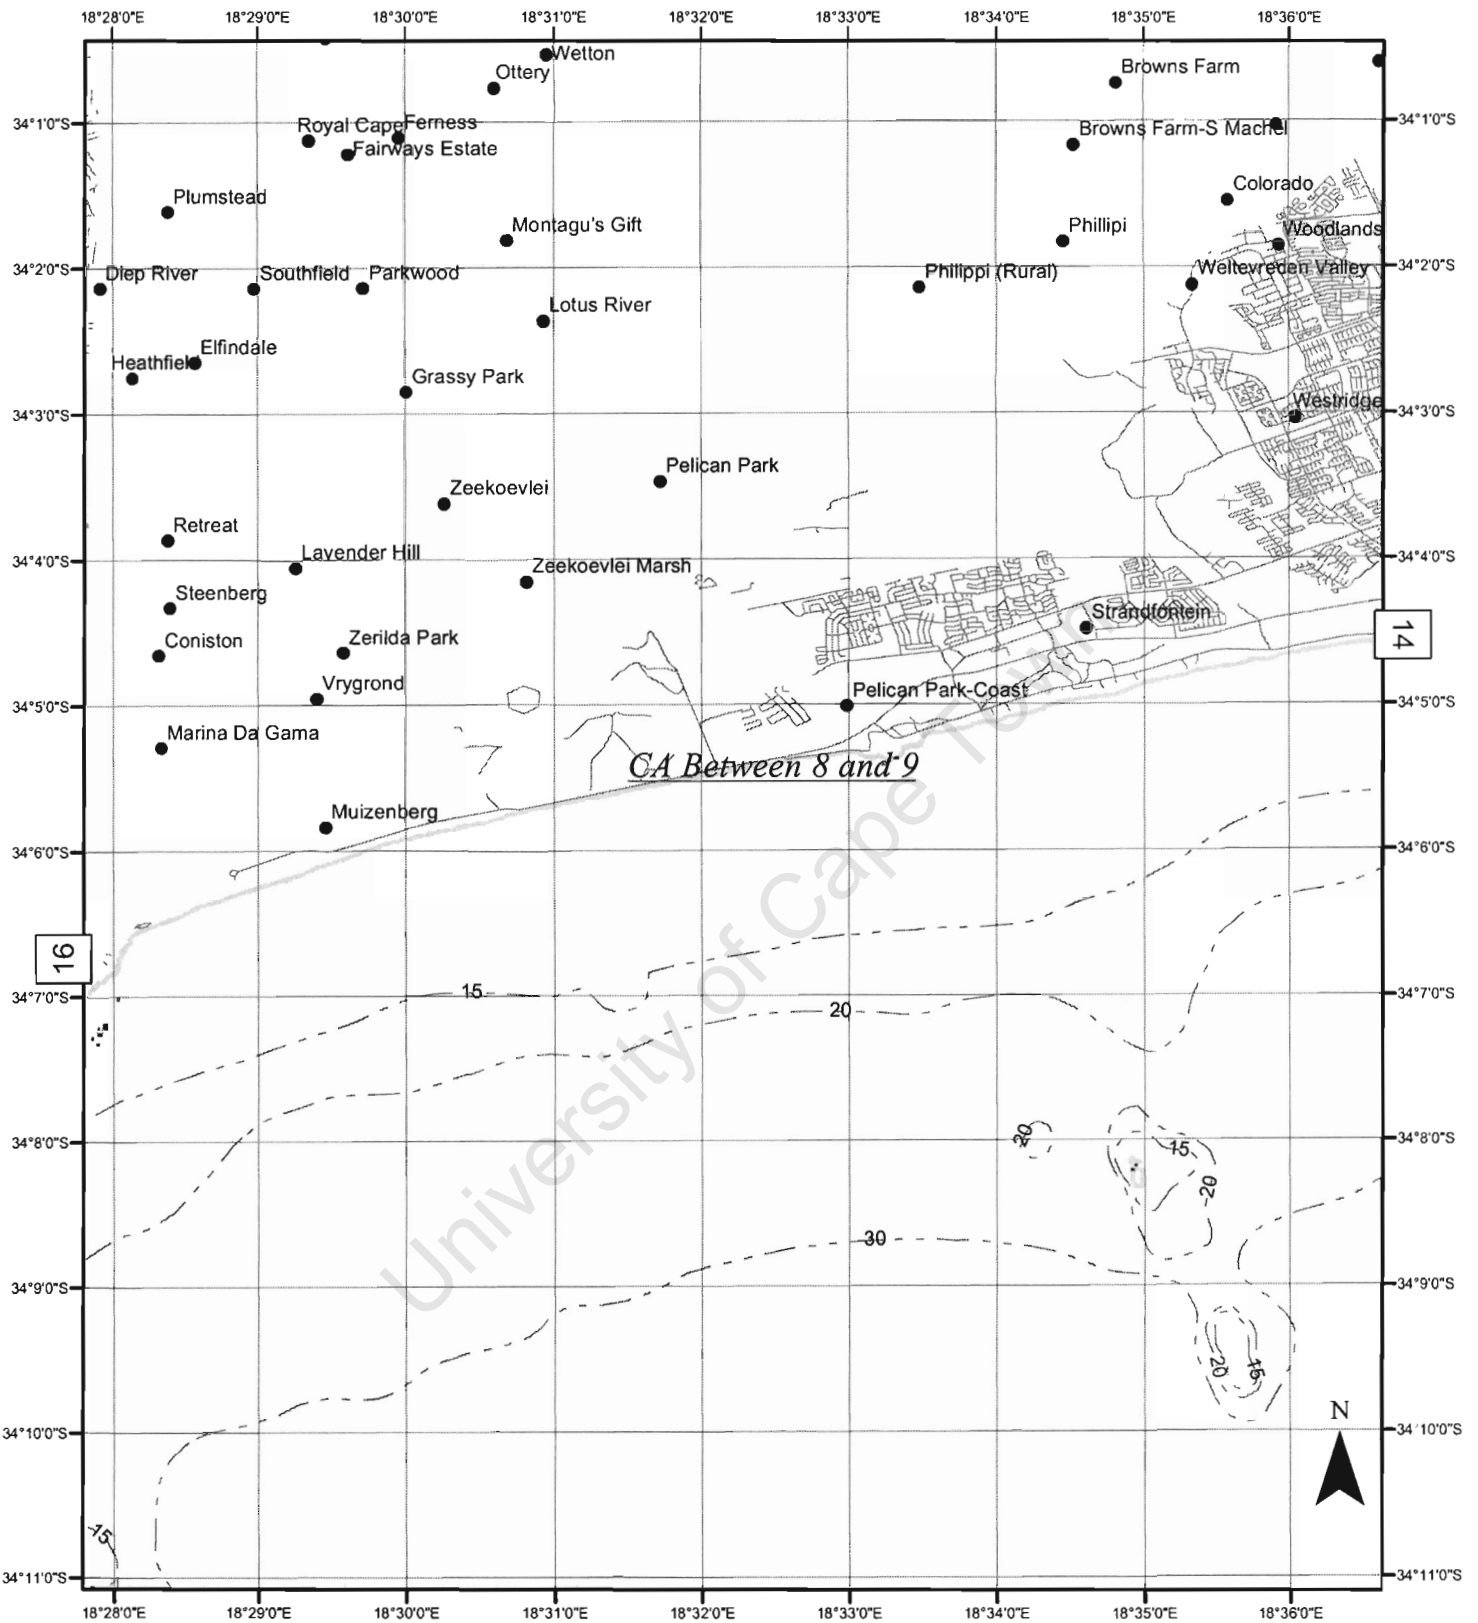 18°28'0"E 18°29'0"E 18°30'0"E 18°31'0"E 18°32'0"E 18°33'0"E 18°34'0"E 18°35'0"E 18°36'0"E
Wetton
Ottery
Browns Farm
34°1'0"S
Royal Cape
Ferness
Browns Farm-S Machel
34°1'0"S
Fairways Estate
Colorado
Plumstead
Montagu's Gift
Phillipi
Woodlands
34°2'0"S
Diep River
Southfield
Parkwood
Philippi (Rural)
Weltevreden Valley
34°2'0"S
Lotus River
Elfindale
Heathfield
Grassy Park
34°3'0"S
Westridge
34°3'0"S
Pelican Park
Zeekoevlei
Retreat
34°4'0"S
Lavender Hill
Zeekoevlei Marsh
34°4'0"S
Steenberg
Strandfontein
Coniston
Zerilda Park
14
Vrygrond
Pelican Park-Coast
34°5'0"S
34°5'0"S
Marina Da Gama
CA Between 8 and 9
Muizenberg
34°6'0"S
34°6'0"S
16
34°7'0"S
15
20
34°7'0"S
University of Cape Town
34°8'0"S
20
15
34°8'0"S
20
30
34°9'0"S
34°9'0"S
20
15
N
34°10'0"S
34°10'0"S
15
34°11'0"S
34°11'0"S
18°28'0"E 18°29'0"E 18°30'0"E 18°31'0"E 18°32'0"E 18°33'0"E 18°34'0"E 18°35'0"E 18°36'0"E